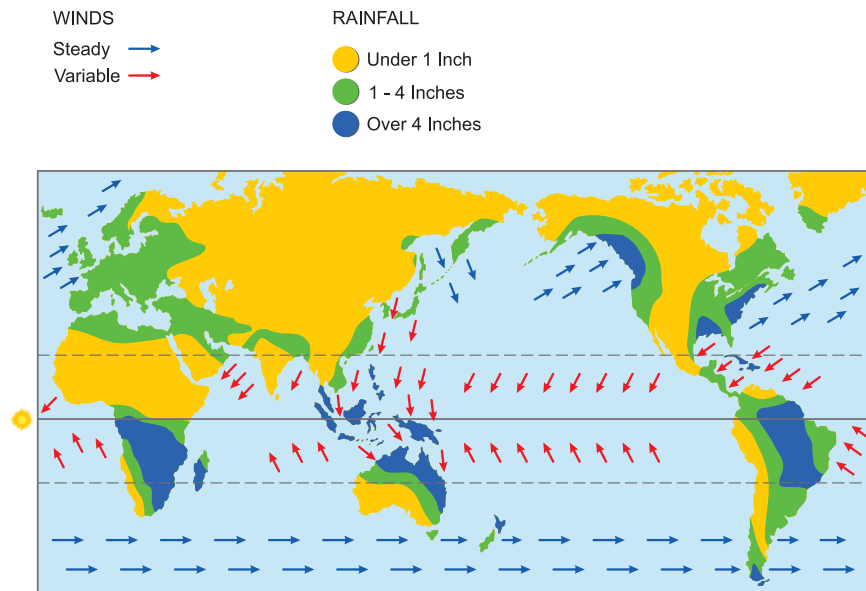 WINDS
Steady
Variable
RAINFALL
Under 1 Inch
1 - 4 Inches
Over 4 Inches